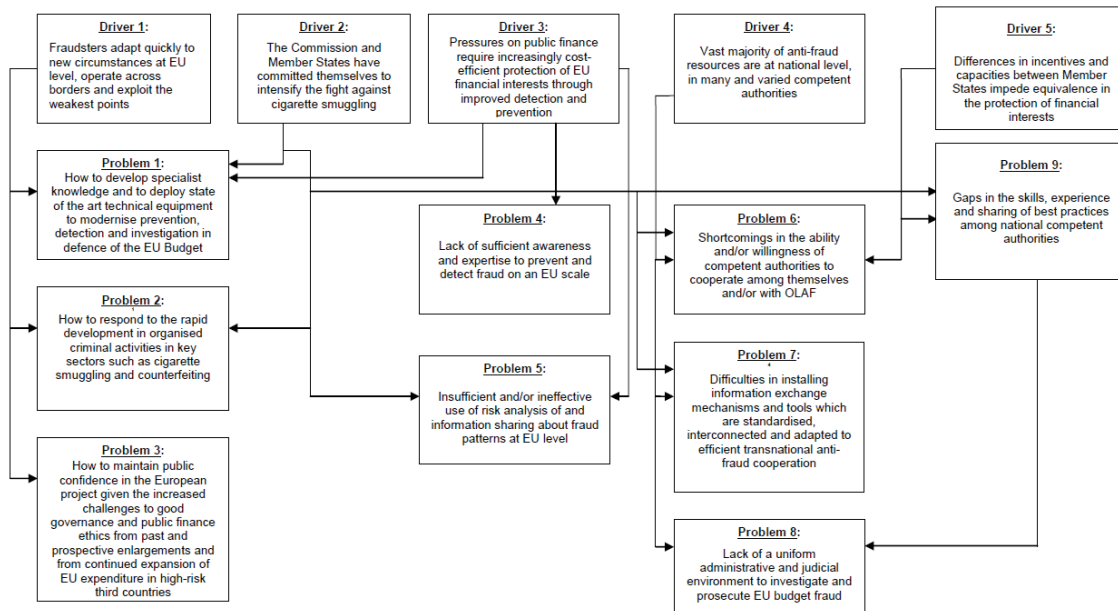 Driver 1:
Fraudsters adapt quickly to
new circumstances at EU
level, operate across
borders and exploit the
weakest points
Driver 2:
The Commission and
Member States have
committed themselves to
intensify the fight against
cigarette smuggling
Driver 3:
Pressures on public finance
require increasingly cost-
efficient protection of EU
financial interests through
improved detection and
prevention
Driver 4:
Vast majority of anti-fraud
resources are at national level,
in many and varied competent
authorities
Driver 5:
Differences in incentives and
capacities between Member
States impede equivalence in
the protection of financial
interests
Problem 1:
How to develop specialist
knowledge and to deploy state
of the art technical equipment
to modernise prevention,
detection and investigation in
defence of the EU Budget
Problem 2:
How to respond to the rapid
development in organised
criminal activities in key
sectors such as cigarette
smuggling and counterfeiting
Problem 3:
How to maintain public
confidence in the European
project given the increased
challenges to good
governance and public finance
ethics from past and
prospective enlargements and
from continued expansion of
EU expenditure in high-risk
third countries
Problem 4:
Lack of sufficient awareness
and expertise to prevent and
detect fraud on an EU scale
Problem 5:
Insufficient and/or ineffective
use of risk analysis of and
information sharing about fraud
patterns at EU level
Problem 6:
Shortcomings in the ability
and/or willingness of
competent authorities to
cooperate among themselves
and/or with OLAF
Problem 7:
Difficulties in installing
information exchange
mechanisms and tools which
are standardised,
interconnected and adapted to
efficient transnational anti-
fraud cooperation
Problem 8:
Lack of a uniform
administrative and judicial
environment to investigate and
prosecute EU budget fraud
Problem 9:
Gaps in the skills, experience
and sharing of best practices
among national competent
authorities